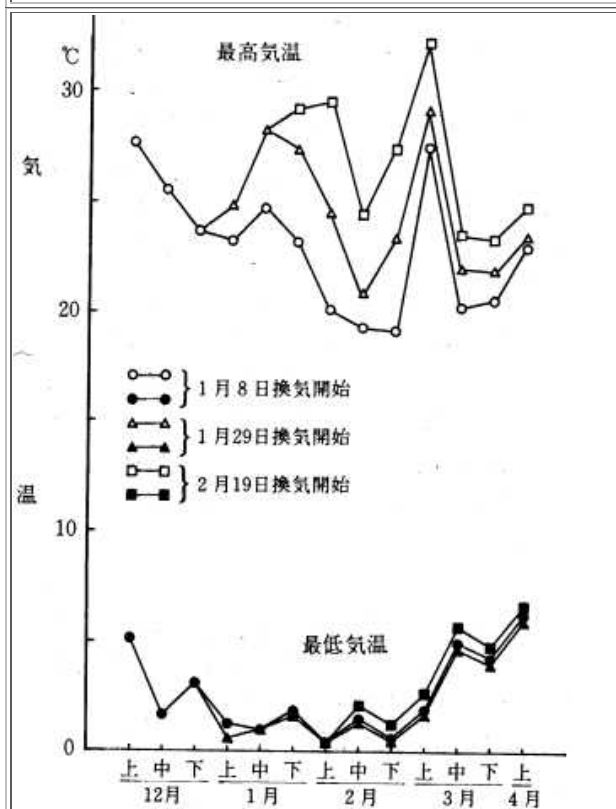 ℃
最高気温
30
気
20
1月8日換気開始
1月29日換気開始
2月19日換気開始
温
10
最低気温
0
上 中 下 上 中 下 上 中 下 上 中 下 上
12月 1月 2月 3月 4月